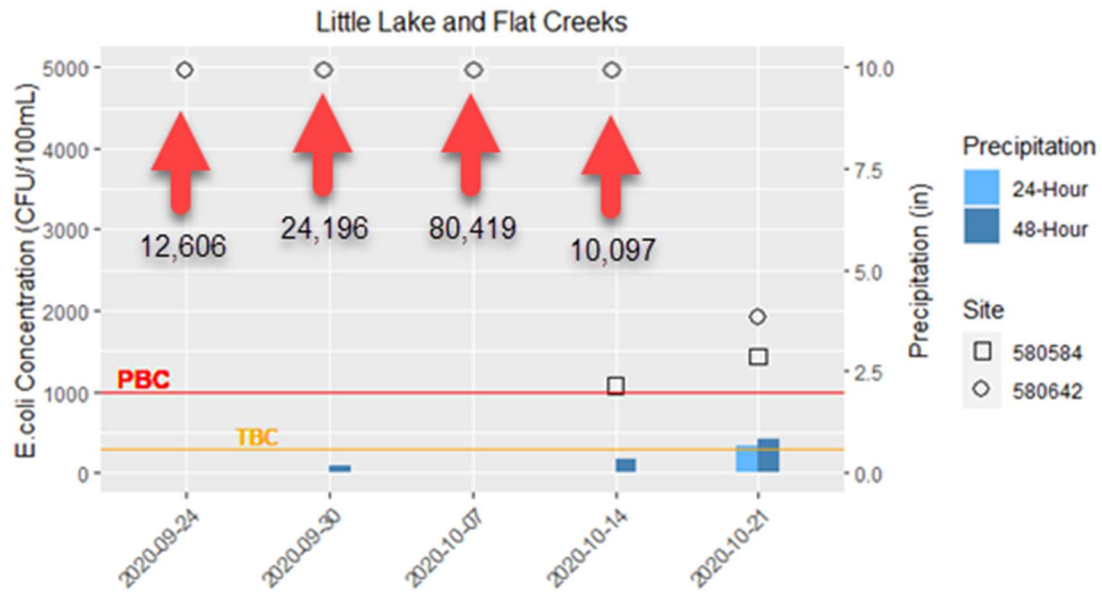 Little Lake and Flat Creeks
E.coli Concentration (CFU/100mL)
5000
4000
3000
2000
1000
0
12,606
24,196
80,419
10,097
PBC
TBC
10.0
7.5
5.0
2.5
0.0
Precipitation (in)
2020-09-24
2020-09-30
2020-10-07
2020-10-14
2020-10-21
Precipitation
24-Hour
48-Hour
Site
580584
580642